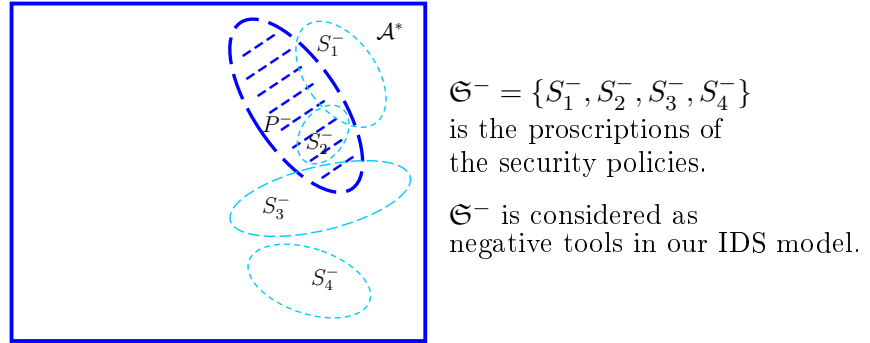 𝒜*
S₁⁻
P⁻
S₂⁻
S₃⁻
S₄⁻
𝔖⁻ = {S₁⁻, S₂⁻, S₃⁻, S₄⁻}
is the proscriptions of
the security policies.
𝔖⁻ is considered as
negative tools in our IDS model.